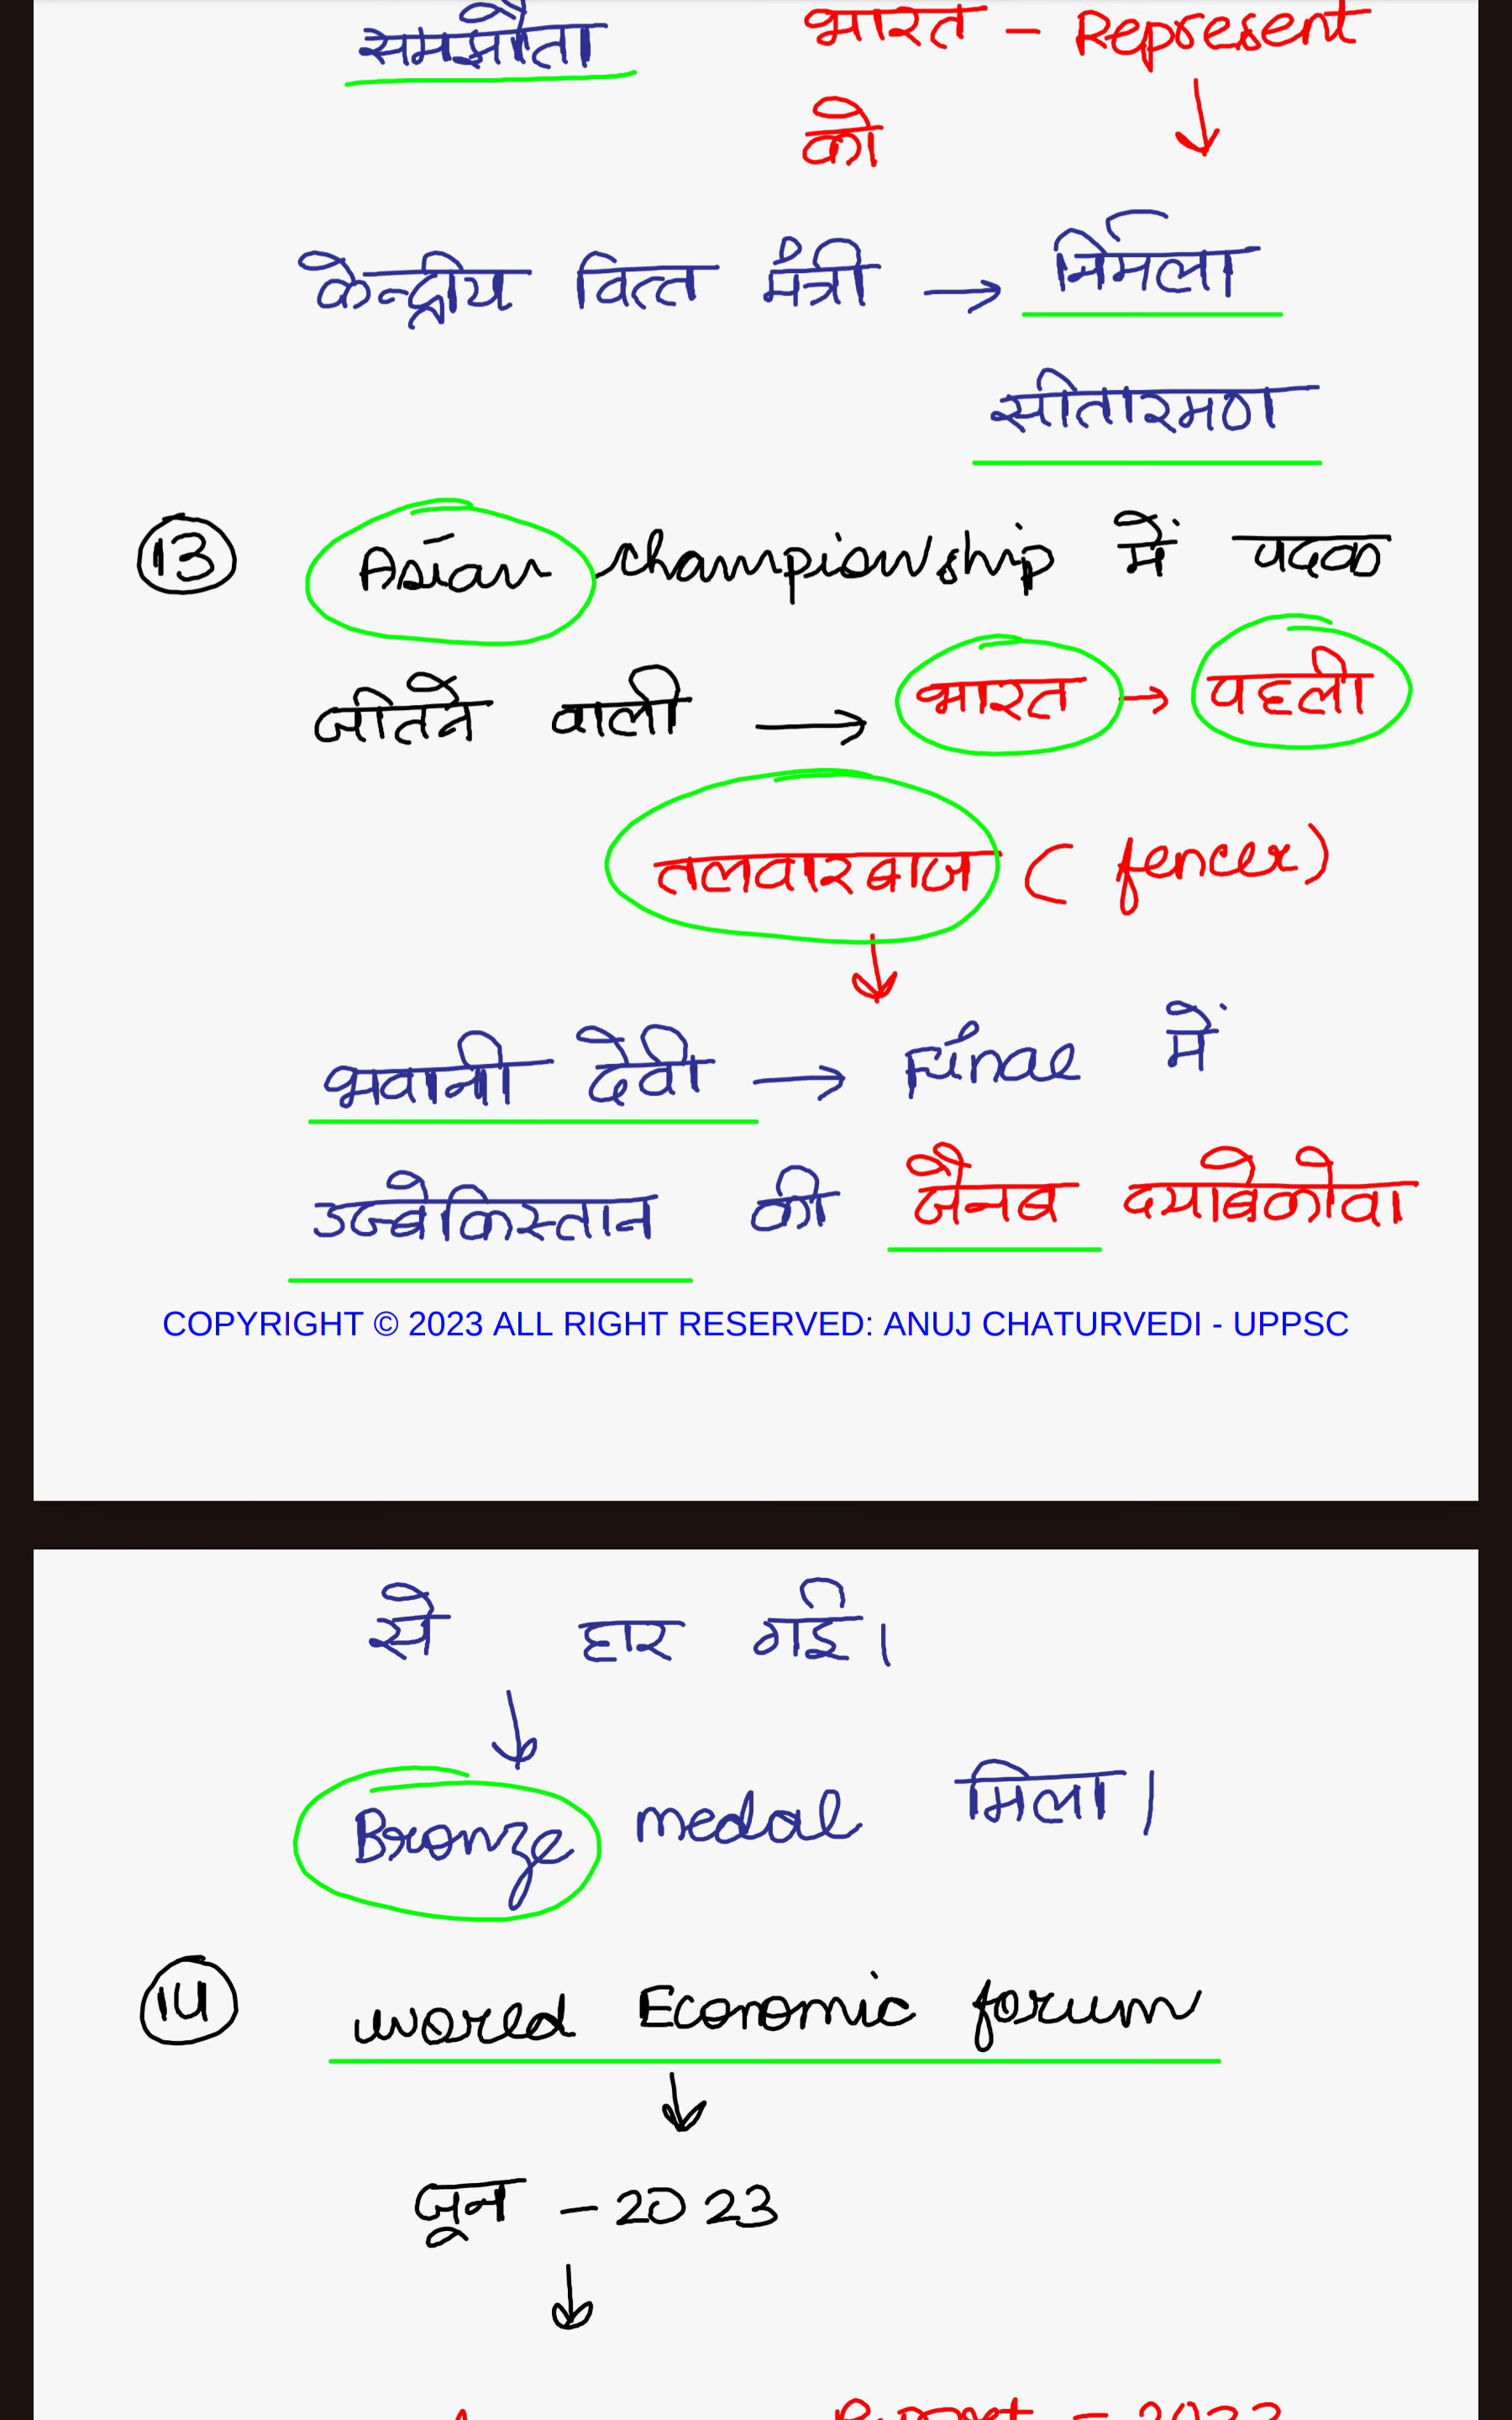 समझौता भारत - Represent
को
केन्द्रीय वित्त मंत्री → निर्मला
सीतारमण
13 Asian championship में पदक
जीतने वाली → भारत → पहली
तलवारबाज (fencer)
भवानी देवी → Final में
उज्बेकिस्तान की जैनब दयाबेकोवा
COPYRIGHT © 2023 ALL RIGHT RESERVED: ANUJ CHATURVEDI - UPPSC
से हार गई।
Bronze medal मिला।
14 world Economic forum
जून - 2023